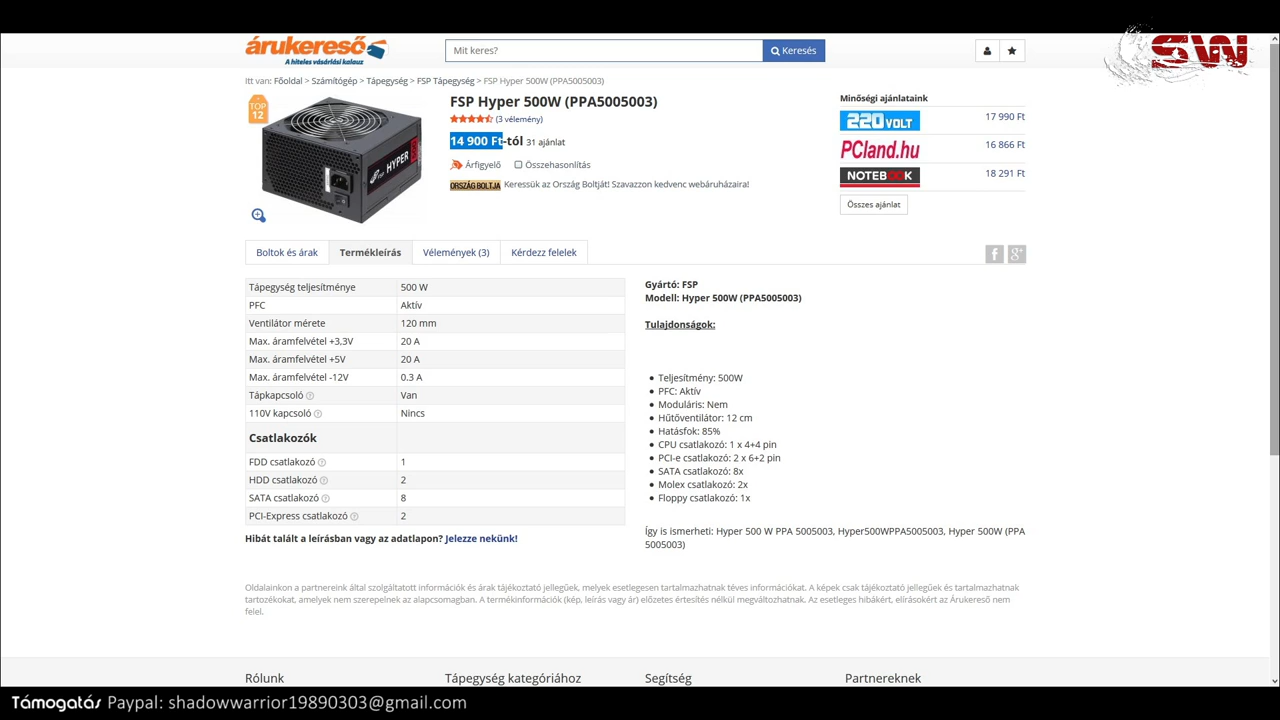 árukereső
A hiteles vásárlási kalauz
Mit keres?
Keresés
SW
Itt van: Főoldal > Számítógép > Tápegység > FSP Tápegység > FSP Hyper 500W (PPA5005003)
TOP
12
FSP HYPER
FSP Hyper 500W (PPA5005003)
(3 vélemény)
14 900 Ft-tól 31 ajánlat
Árfigyelő Összehasonlítás
ORSZÁG BOLTJA Keressük az Ország Boltját! Szavazzon kedvenc webáruházaira!
Minőségi ajánlataink
220VOLT 17 990 Ft
PCland.hu 16 866 Ft
NOTEBOOK 18 291 Ft
Összes ajánlat
Boltok és árak Termékleírás Vélemények (3) Kérdezz felelek
f g+
Tápegység teljesítménye 500 W
PFC Aktív
Ventilátor mérete 120 mm
Max. áramfelvétel +3,3V 20 A
Max. áramfelvétel +5V 20 A
Max. áramfelvétel -12V 0.3 A
Tápkapcsoló ? Van
110V kapcsoló ? Nincs
Csatlakozók
FDD csatlakozó ? 1
HDD csatlakozó ? 2
SATA csatlakozó ? 8
PCI-Express csatlakozó ? 2
Hibát talált a leírásban vagy az adatlapon? Jelezze nekünk!
Gyártó: FSP
Modell: Hyper 500W (PPA5005003)
Tulajdonságok:
• Teljesítmény: 500W
• PFC: Aktív
• Moduláris: Nem
• Hűtőventilátor: 12 cm
• Hatásfok: 85%
• CPU csatlakozó: 1 x 4+4 pin
• PCI-e csatlakozó: 2 x 6+2 pin
• SATA csatlakozó: 8x
• Molex csatlakozó: 2x
• Floppy csatlakozó: 1x
Így is ismerheti: Hyper 500 W PPA 5005003, Hyper500WPPA5005003, Hyper 500W (PPA
5005003)
Oldalainkon a partnereink által szolgáltatott információk és árak tájékoztató jellegűek, melyek esetlegesen tartalmazhatnak téves információkat. A képek csak tájékoztató jellegűek és tartalmazhatnak
tartozékokat, amelyek nem szerepelnek az alapcsomagban. A termékinformációk (kép, leírás vagy ár) előzetes értesítés nélkül megváltozhatnak. Az esetleges hibákért, elírásokért az Árukereső nem
felel.
Rólunk Tápegység kategóriához Segítség Partnereknek
Támogatás Paypal: shadowwarrior19890303@gmail.com